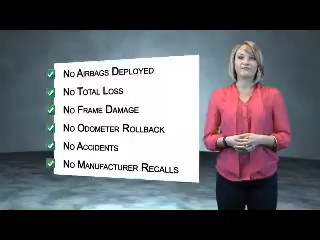 No Airbags Deployed
No Total Loss
No Frame Damage
No Odometer Rollback
No Accidents
No Manufacturer Recalls